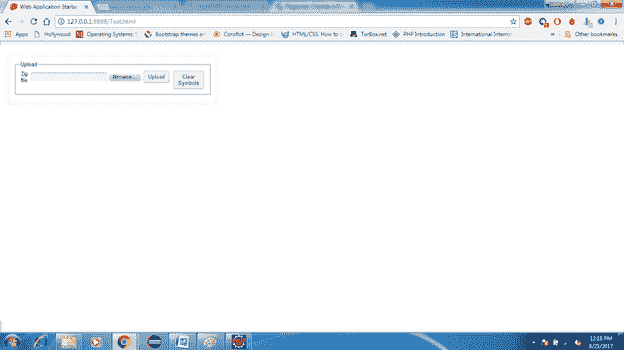 Web Application Starter
127.0.0.1:8888/Test.html
Apps
Hollywood
Operating Systems:
Bootstrap themes an
Coroflot — Design
HTML/CSS: How to
TorBox.net
PHP Introduction
International Intern
Other bookmarks
Upload
Zip
file
Browse...
Upload
Clear
Symbols
12:18 PM
8/21/2017